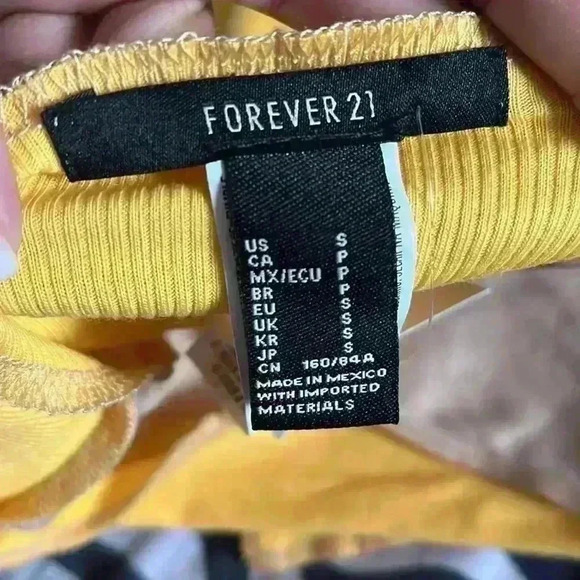 FOREVER 21
US S
CA P
MX/ECU P
BR P
EU S
UK S
KR S
JP S
CN 160/84A
MADE IN MEXICO
WITH IMPORTED
MATERIALS